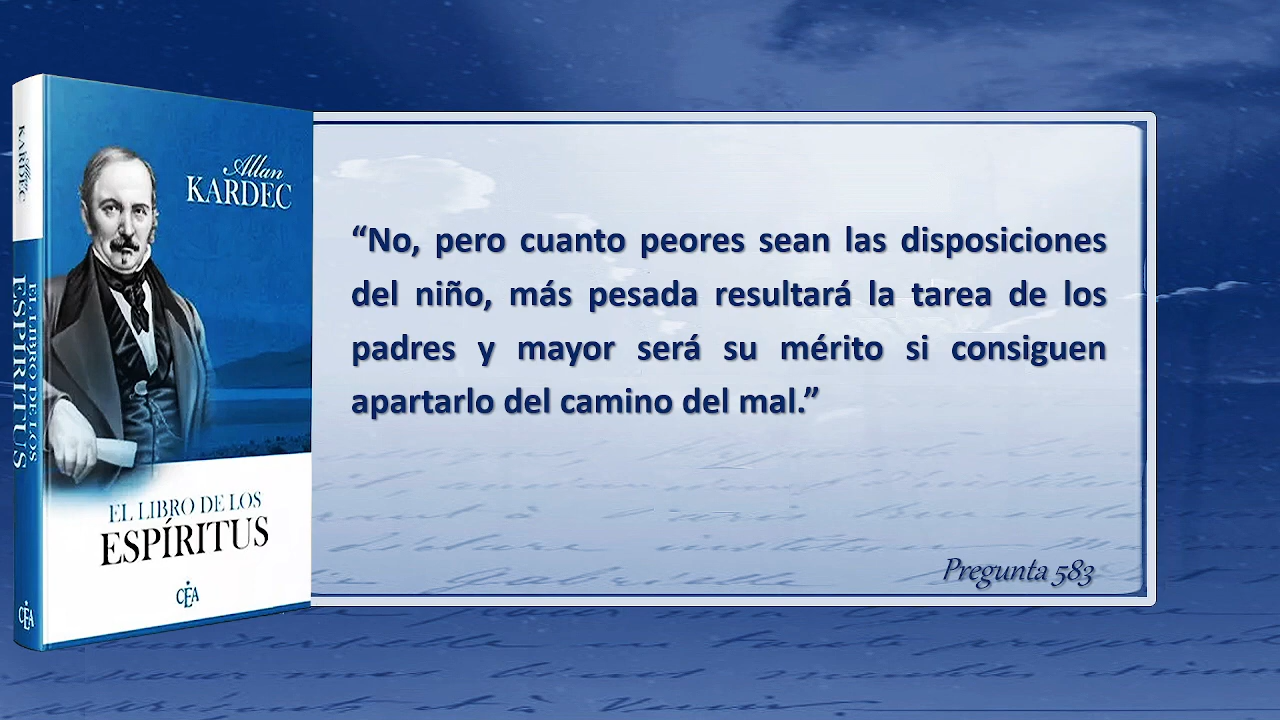 Allan
KARDEC
EL LIBRO DE LOS
ESPÍRITUS
CEA
Allan
KARDEC
EL LIBRO DE LOS
ESPÍRITUS
CEA
“No, pero cuanto peores sean las disposiciones
del niño, más pesada resultará la tarea de los
padres y mayor será su mérito si consiguen
apartarlo del camino del mal.”
Pregunta 583